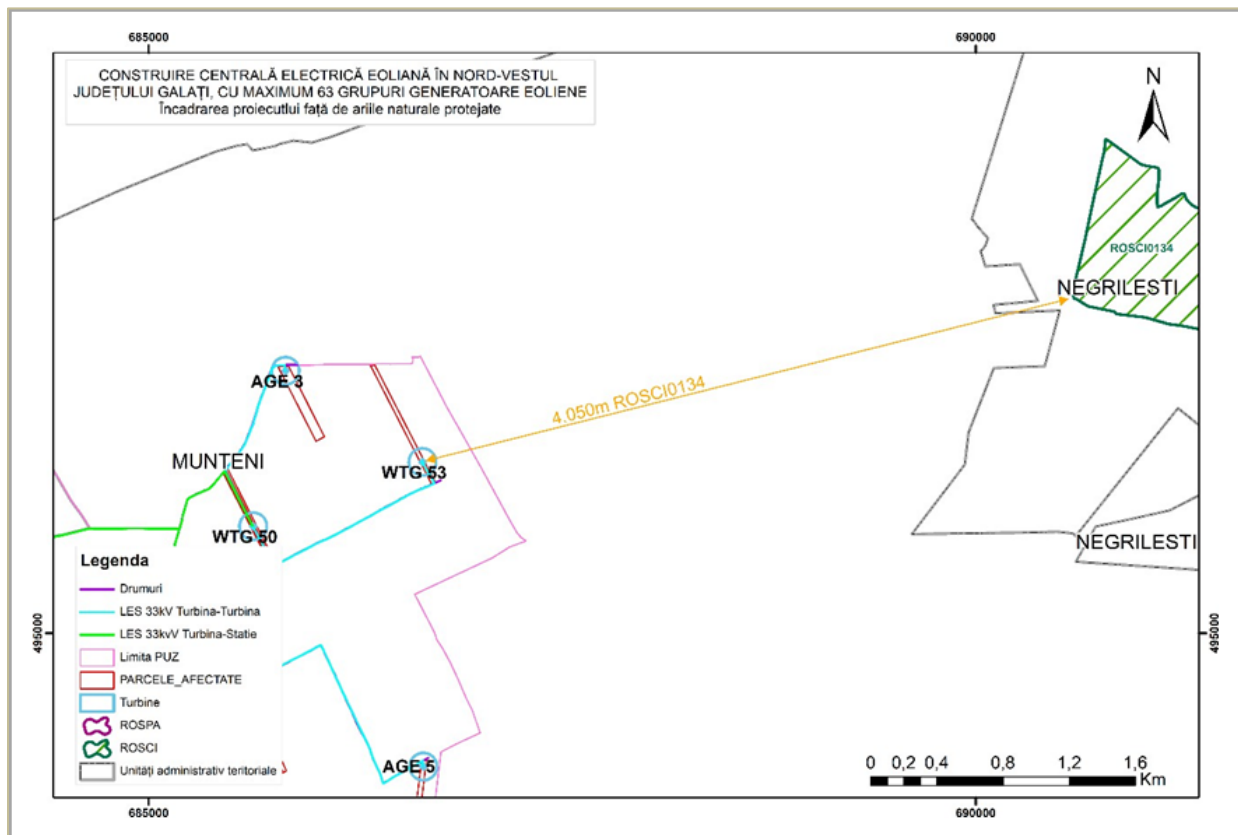 685000
690000
CONSTRUIRE CENTRALĂ ELECTRICĂ EOLIANĂ ÎN NORD-VESTUL
JUDEȚULUI GALAȚI, CU MAXIMUM 63 GRUPURI GENERATOARE EOLIENE
Încadrarea proiecutlui față de ariile naturale protejate
N
ROSCI0134
NEGRILESTI
4.050m ROSCI0134
AGE 3
MUNTENI
WTG 53
WTG 50
NEGRILESTI
Legenda
Drumuri
LES 33kV Turbina-Turbina
LES 33kvV Turbina-Statie
Limita PUZ
PARCELE_AFECTATE
Turbine
ROSPA
ROSCI
Unități administrativ teritoriale
495000
495000
AGE 5
0 0,2 0,4 0,8 1,2 1,6
Km
685000
690000